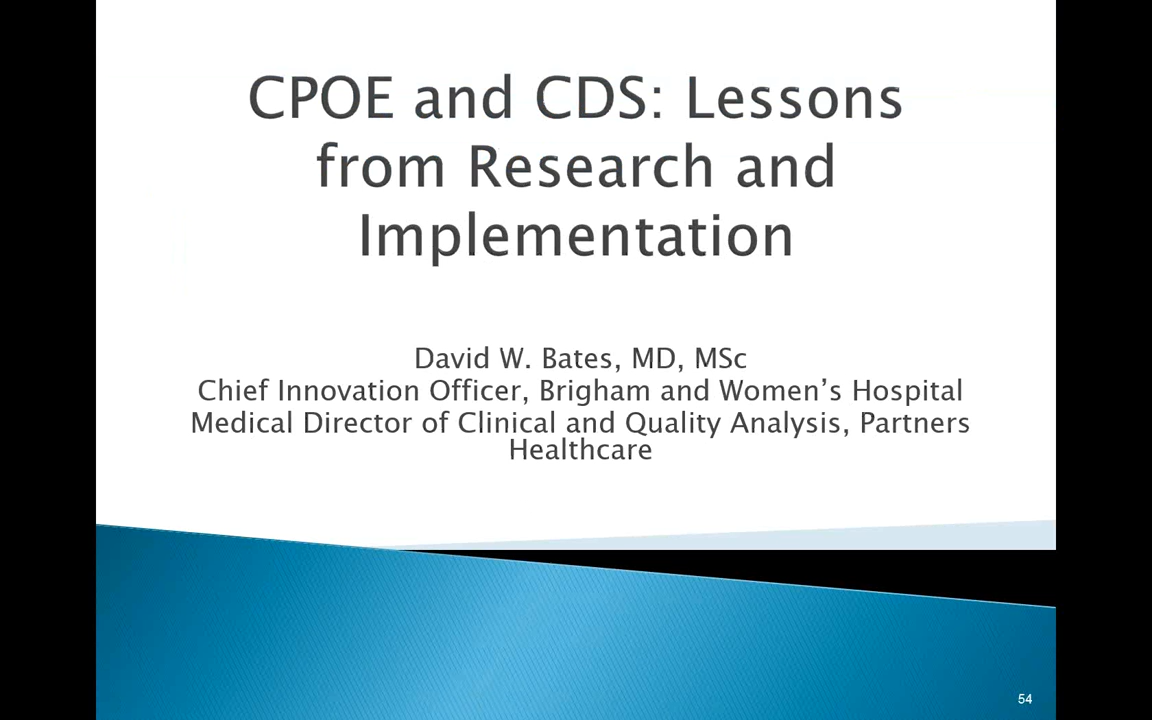 CPOE and CDS: Lessons
from Research and
Implementation
David W. Bates, MD, MSc
Chief Innovation Officer, Brigham and Women’s Hospital
Medical Director of Clinical and Quality Analysis, Partners
Healthcare
54